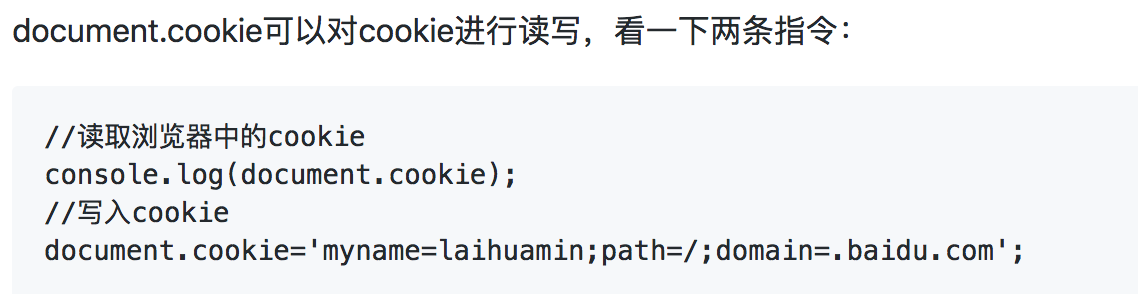 document.cookie可以对cookie进行读写，看一下两条指令：
//读取浏览器中的cookie
console.log(document.cookie);
//写入cookie
document.cookie='myname=laihuamin;path=/;domain=.baidu.com';